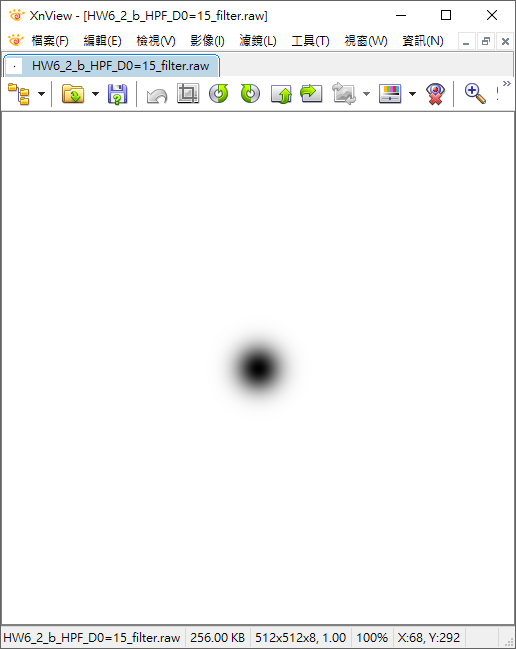 XnView - [HW6_2_b_HPF_D0=15_filter.raw]
檔案(F) 編輯(E) 檢視(V) 影像(I) 濾鏡(L) 工具(T) 視窗(W) 資訊(N)
HW6_2_b_HPF_D0=15_filter.raw
HW6_2_b_HPF_D0=15_filter.raw 256.00 KB 512x512x8, 1.00 100% X:68, Y:292